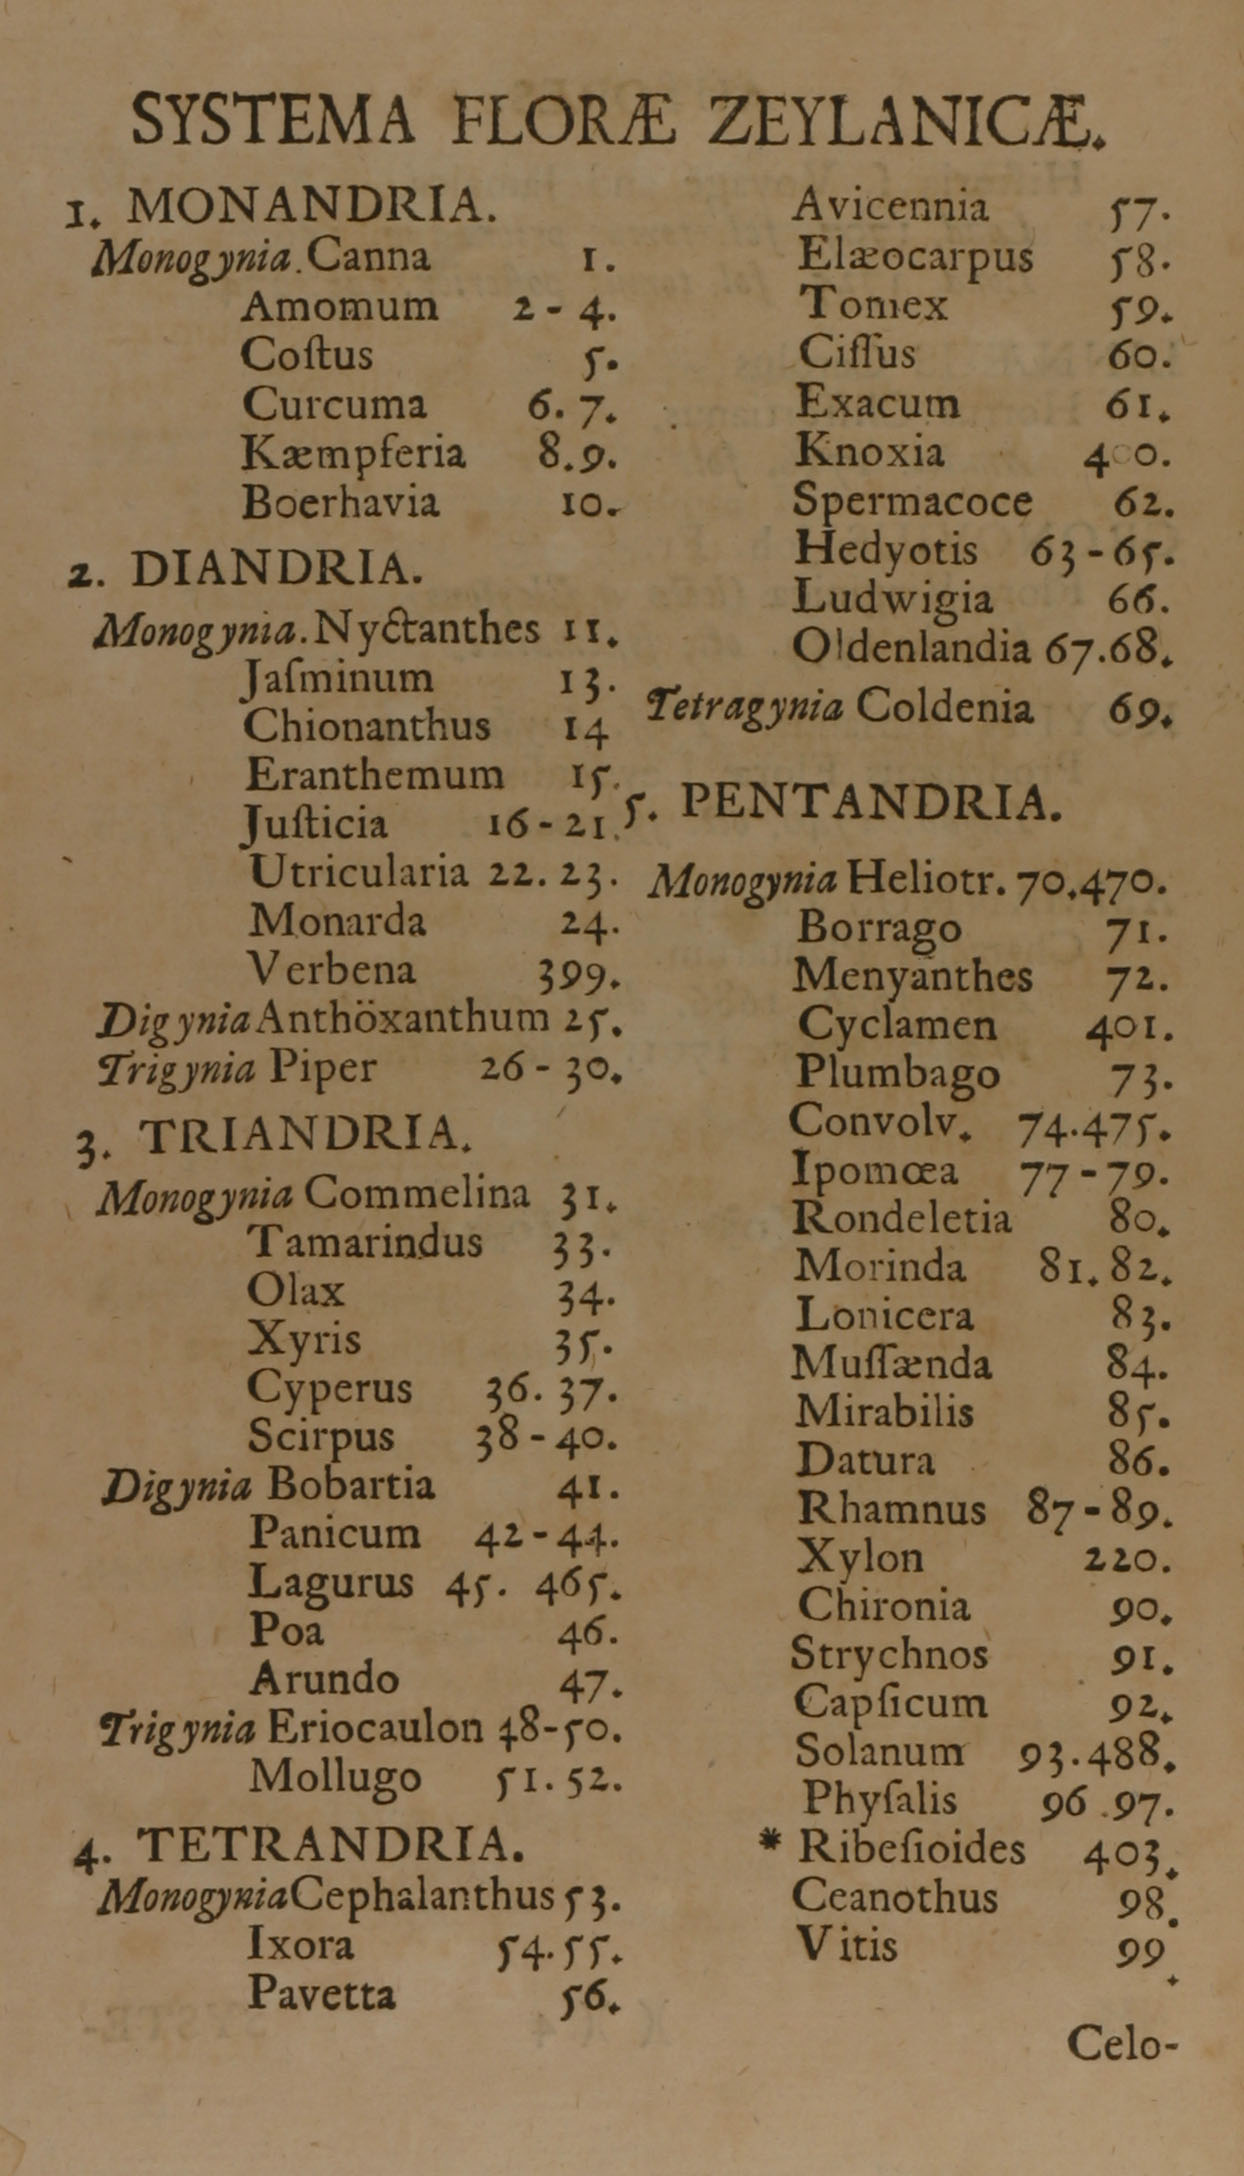 SYSTEMA FLORÆ ZEYLANICÆ.
1. MONANDRIA.
Monogynia. Canna 1.
Amomum 2 - 4.
Coſtus 5.
Curcuma 6. 7.
Kæmpferia 8. 9.
Boerhavia 10.
2. DIANDRIA.
Monogynia. Nyctanthes 11.
Jaſminum 13.
Chionanthus 14
Eranthemum 15.
Juſticia 16 - 21.
Utricularia 22. 23.
Monarda 24.
Verbena 399.
Digynia Anthöxanthum 25.
Trigynia Piper 26 - 30.
3. TRIANDRIA.
Monogynia Commelina 31.
Tamarindus 33.
Olax 34.
Xyris 35.
Cyperus 36. 37.
Scirpus 38 - 40.
Digynia Bobartia 41.
Panicum 42 - 44.
Lagurus 45. 465.
Poa 46.
Arundo 47.
Trigynia Eriocaulon 48-50.
Mollugo 51. 52.
4. TETRANDRIA.
Monogynia Cephalanthus 53.
Ixora 54. 55.
Pavetta 56.
Avicennia 57.
Elæocarpus 58.
Tomex 59.
Ciſſus 60.
Exacum 61.
Knoxia 400.
Spermacoce 62.
Hedyotis 63 - 65.
Ludwigia 66.
Oldenlandia 67. 68.
Tetragynia Coldenia 69.
5. PENTANDRIA.
Monogynia Heliotr. 70. 470.
Borrago 71.
Menyanthes 72.
Cyclamen 401.
Plumbago 73.
Convolv. 74. 475.
Ipomœa 77 - 79.
Rondeletia 80.
Morinda 81. 82.
Lonicera 83.
Muſſænda 84.
Mirabilis 85.
Datura 86.
Rhamnus 87 - 89.
Xylon 220.
Chironia 90.
Strychnos 91.
Capſicum 92.
Solanum 93. 488.
Phyſalis 96. 97.
* Ribeſioides 403.
Ceanothus 98.
Vitis 99.
Celo-